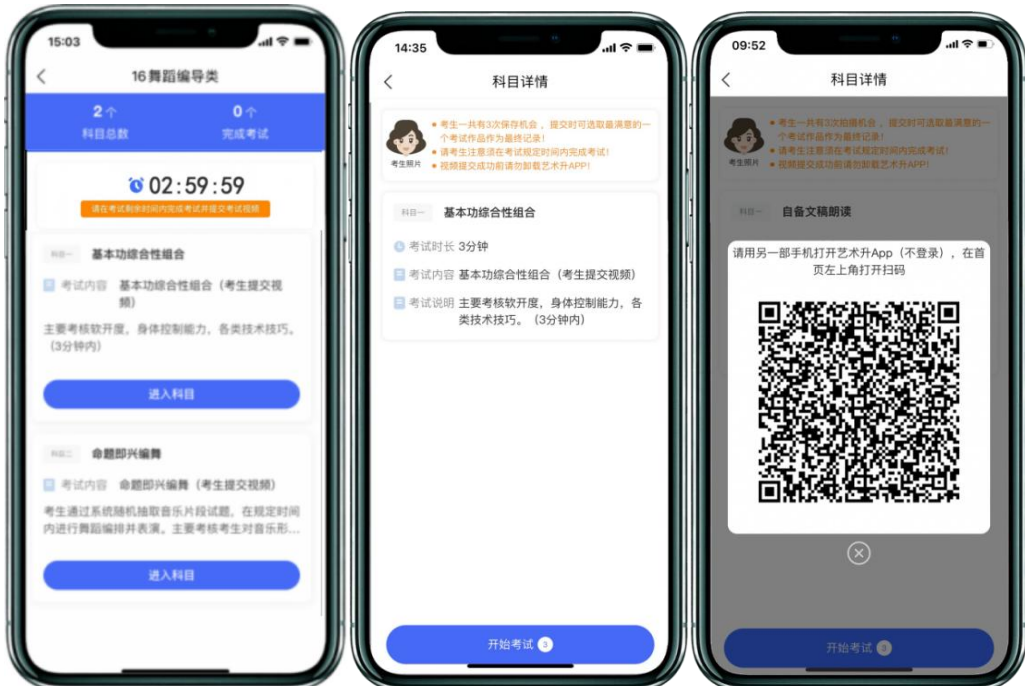 15:03
16舞蹈编导类
2个
0个
科目总数
完成考试
02:59:59
请在考试剩余时间内完成考试并提交考试视频
科目一
基本功综合性组合
考试内容
基本功综合性组合（考生提交视
频）
主要考核软开度，身体控制能力，各类技术技巧。
（3分钟内）
进入科目
科目二
命题即兴编舞
考试内容
命题即兴编舞（考生提交视频）
考生通过系统随机抽取音乐片段试题，在规定时间
内进行舞蹈编排并表演。主要考核考生对音乐形...
进入科目
14:35
科目详情
考生照片
• 考生一共有3次保存机会，提交时可选取最满意的一
个考试作品作为最终记录！
• 请考生注意须在考试规定时间内完成考试！
• 视频提交成功前请勿卸载艺术升APP！
科目一
基本功综合性组合
考试时长 3分钟
考试内容 基本功综合性组合（考生提交视频）
考试说明 主要考核软开度，身体控制能力，各
类技术技巧。（3分钟内）
开始考试 3
09:52
科目详情
考生照片
• 考生一共有3次拍摄机会，提交时可选取最满意的一
个考试作品作为最终记录！
• 请考生注意须在考试规定时间内完成考试！
• 视频提交成功前请勿卸载艺术升APP！
科目一
自备文稿朗读
请用另一部手机打开艺术升App（不登录），在首
页左上角打开扫码
开始考试 3